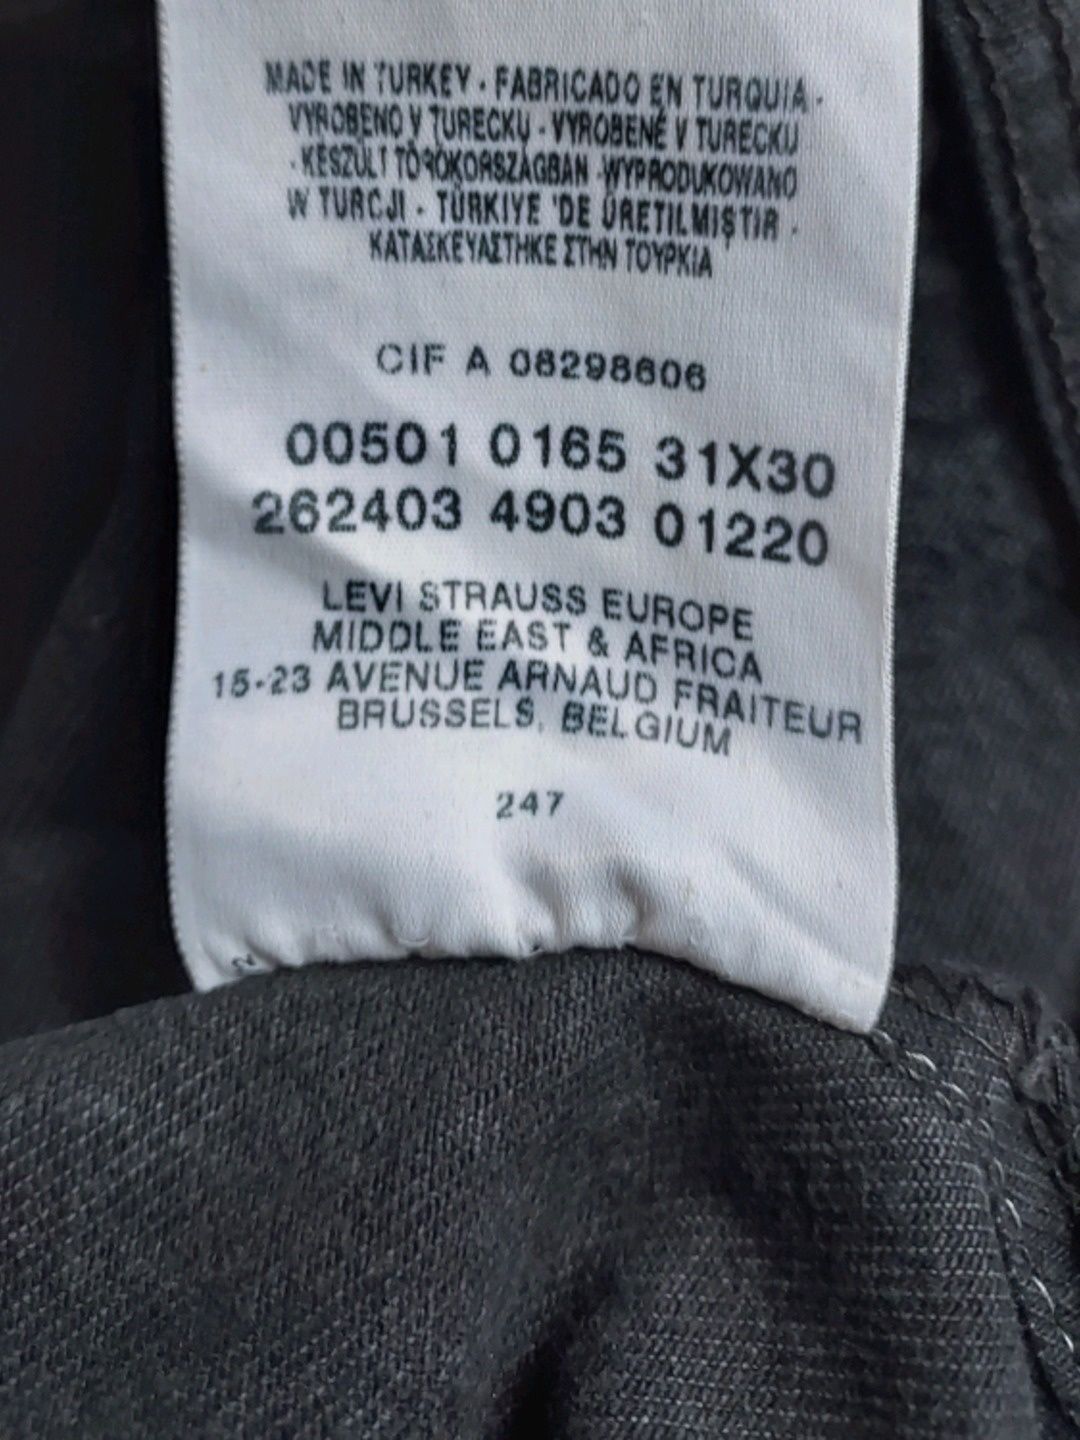 MADE IN TURKEY · FABRICADO EN TURQUIA ·
VYROBENO V TURECKU · VYROBENÉ V TURECKU
· KÉSZÜLT TÖRÖKORSZÁGBAN · WYPRODUKOWANO
W TURCJI · TÜRKIYE 'DE ÜRETILMIŞTIR ·
ΚΑΤΑΣΚΕΥΑΣΤΗΚΕ ΣΤΗΝ ΤΟΥΡΚΙΑ
CIF A 08298606
00501 0165 31X30
262403 4903 01220
LEVI STRAUSS EUROPE
MIDDLE EAST & AFRICA
15-23 AVENUE ARNAUD FRAITEUR
BRUSSELS, BELGIUM
247